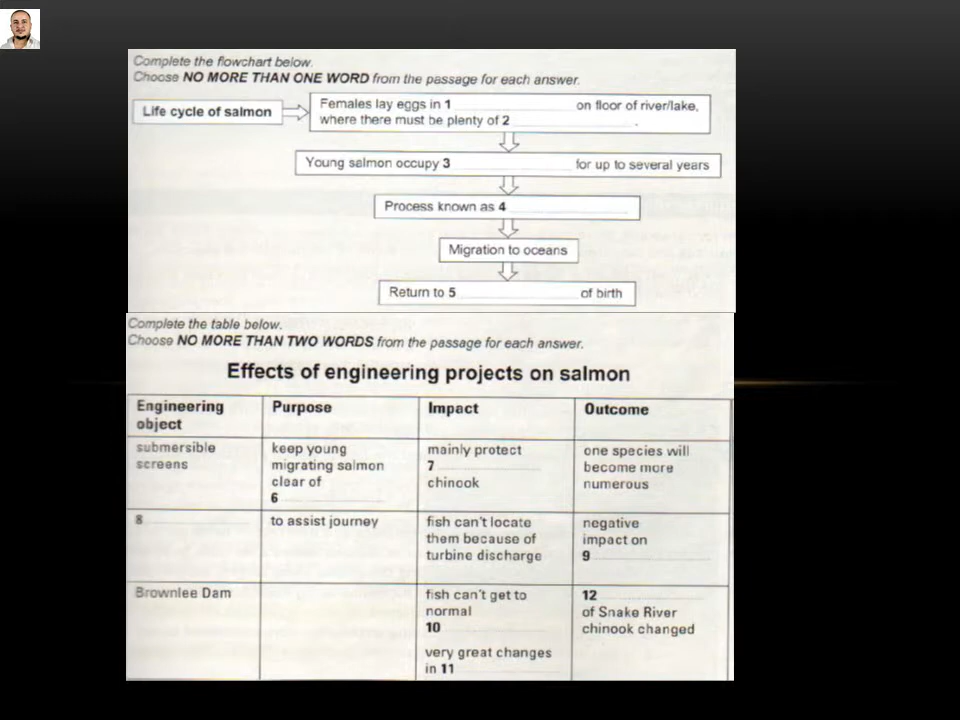 Complete the flowchart below.
Choose NO MORE THAN ONE WORD from the passage for each answer.
Life cycle of salmon
Females lay eggs in 1 on floor of river/lake,
where there must be plenty of 2 .
Young salmon occupy 3 for up to several years
Process known as 4
Migration to oceans
Return to 5 of birth
Complete the table below.
Choose NO MORE THAN TWO WORDS from the passage for each answer.
Effects of engineering projects on salmon
Engineering
object
Purpose
Impact
Outcome
submersible
screens
keep young
migrating salmon
clear of
6
mainly protect
7
chinook
one species will
become more
numerous
8
to assist journey
fish can't locate
them because of
turbine discharge
negative
impact on
9
Brownlee Dam
fish can't get to
normal
10
very great changes
in 11
12
of Snake River
chinook changed